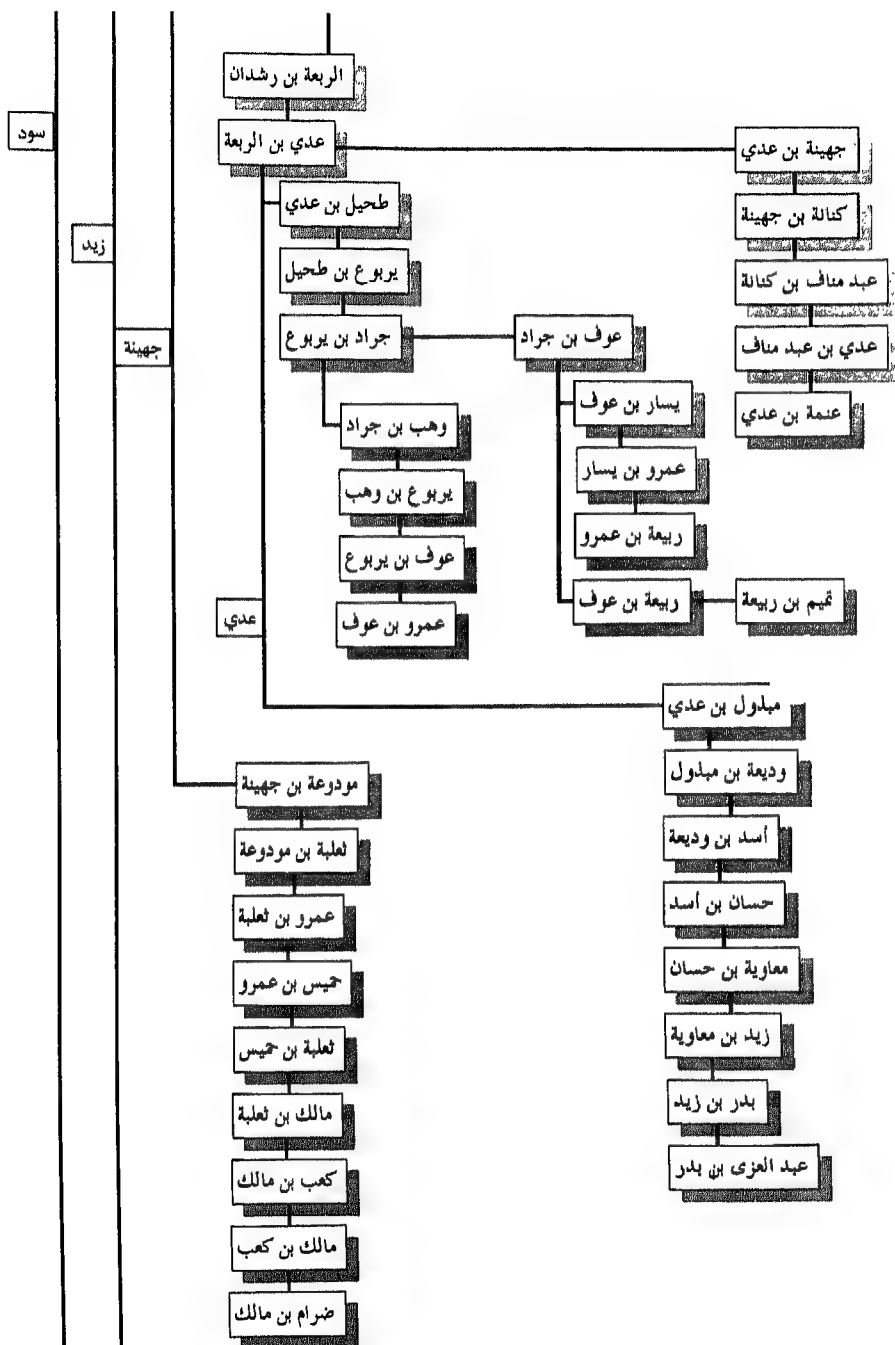 الربعة بن رشدان
سود
عدي بن الربعة
جهينة بن عدي
طحيل بن عدي
كنانة بن جهينة
زيد
يربوع بن طحيل
عبد مناف بن كنانة
جراد بن يربوع
عوف بن جراد
عدي بن عبد مناف
جهينة
يسار بن عوف
عنمة بن عدي
وهب بن جراد
عمرو بن يسار
يربوع بن وهب
ربيعة بن عمرو
عوف بن يربوع
ربيعة بن عوف
تميم بن ربيعة
عدي
عمرو بن عوف
مبذول بن عدي
وديعة بن مبذول
مودوعة بن جهينة
أسد بن وديعة
ثعلبة بن مودوعة
حسان بن أسد
عمرو بن ثعلبة
معاوية بن حسان
حميس بن عمرو
زيد بن معاوية
ثعلبة بن حميس
بدر بن زيد
مالك بن ثعلبة
عبد العزى بن بدر
كعب بن مالك
مالك بن كعب
ضرام بن مالك